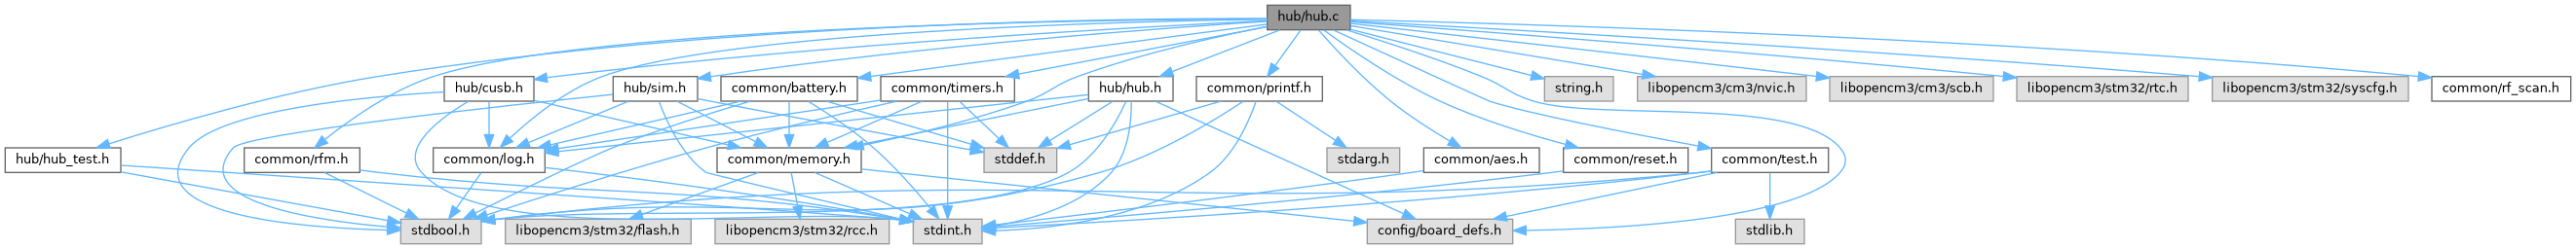 hub/hub.c
hub/cusb.h
hub/sim.h
common/battery.h
common/timers.h
hub/hub.h
common/printf.h
string.h
libopencm3/cm3/nvic.h
libopencm3/cm3/scb.h
libopencm3/stm32/rtc.h
libopencm3/stm32/syscfg.h
common/rf_scan.h
hub/hub_test.h
common/rfm.h
common/log.h
common/memory.h
stddef.h
stdarg.h
common/aes.h
common/reset.h
common/test.h
stdbool.h
libopencm3/stm32/flash.h
libopencm3/stm32/rcc.h
stdint.h
config/board_defs.h
stdlib.h